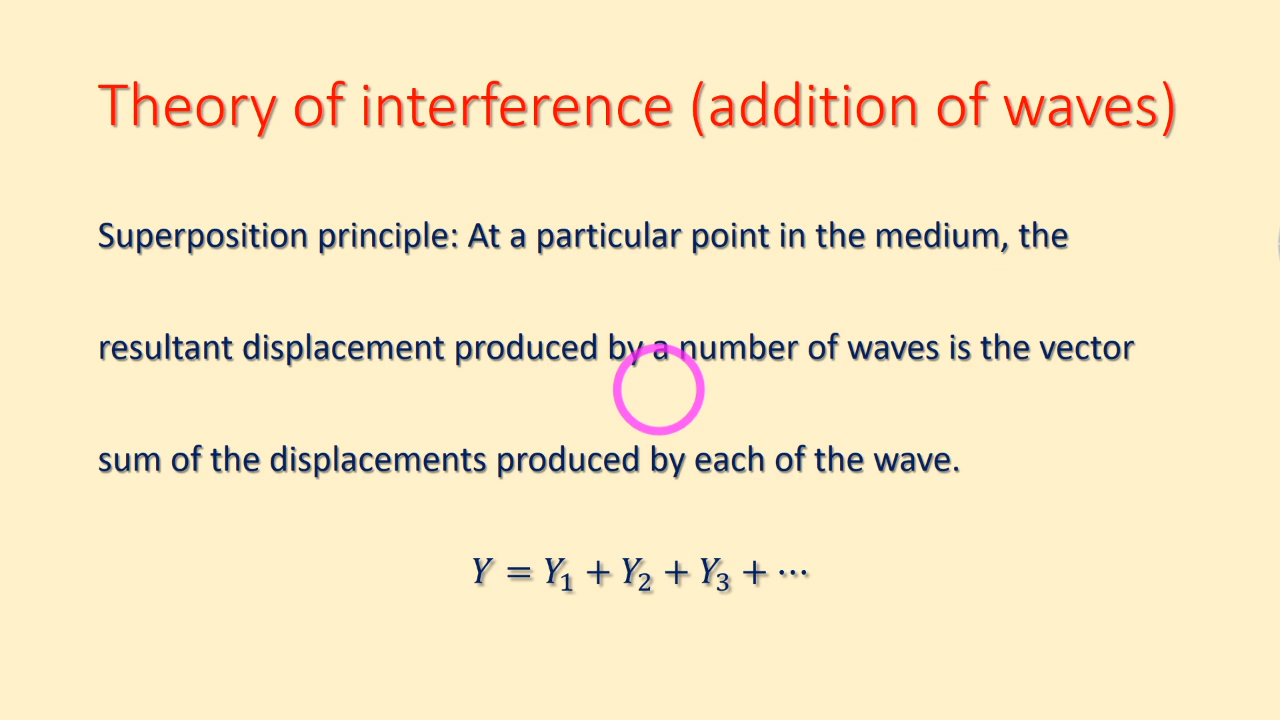 Theory of interference (addition of waves)
Superposition principle: At a particular point in the medium, the
resultant displacement produced by a number of waves is the vector
sum of the displacements produced by each of the wave.
Y = Y₁ + Y₂ + Y₃ + ⋯